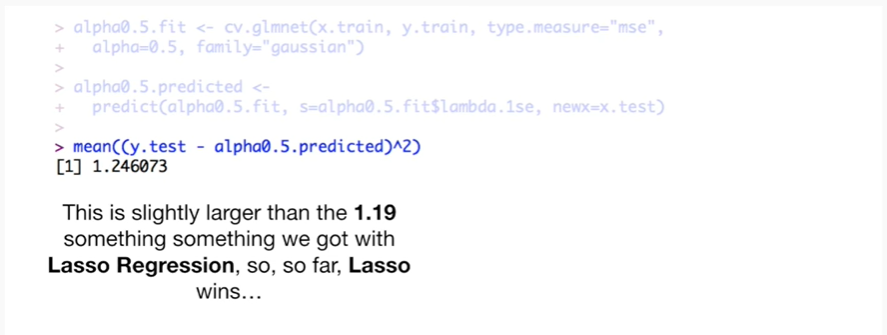 > alpha0.5.fit <- cv.glmnet(x.train, y.train, type.measure="mse",
+   alpha=0.5, family="gaussian")
>
> alpha0.5.predicted <-
+   predict(alpha0.5.fit, s=alpha0.5.fit$lambda.1se, newx=x.test)
>
> mean((y.test - alpha0.5.predicted)^2)
[1] 1.246073
This is slightly larger than the 1.19
something something we got with
Lasso Regression, so, so far, Lasso
wins…